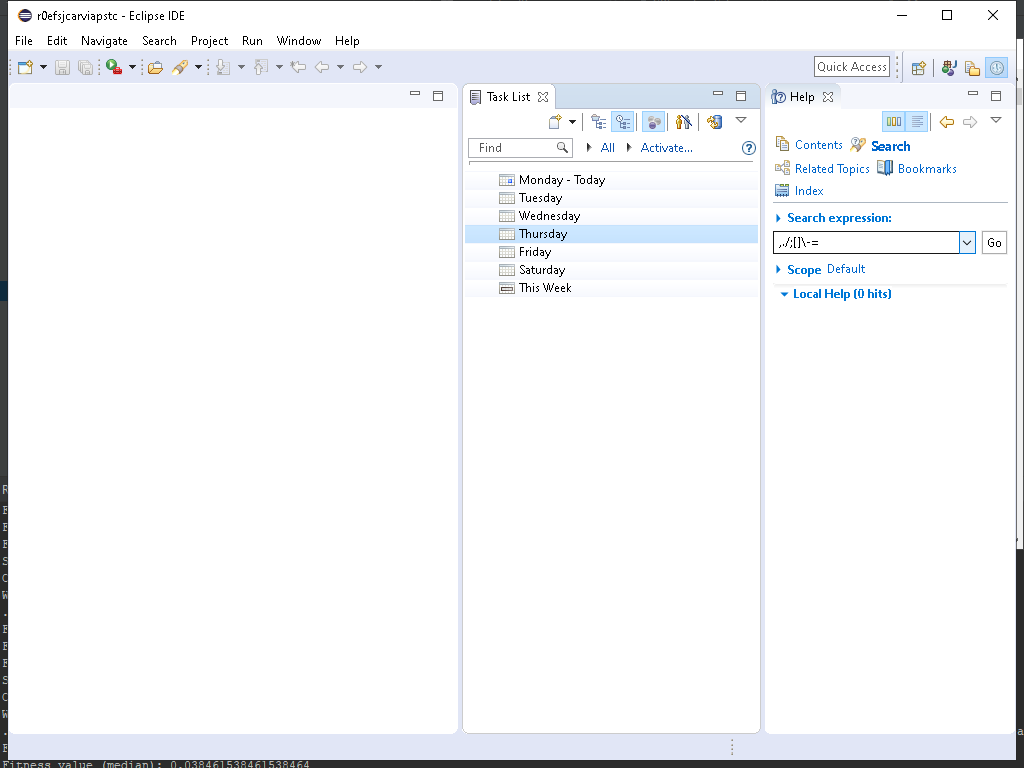 r0efsjcarviapstc - Eclipse IDE
File Edit Navigate Search Project Run Window Help
Quick Access
Task List
Help
Find
All
Activate...
Contents
Search
Related Topics
Bookmarks
Index
Monday - Today
Tuesday
Wednesday
Thursday
Friday
Saturday
This Week
Search expression:
,./;[]\-=
Go
Scope Default
Local Help (0 hits)
Fitness value (median): 0.038461538461538464